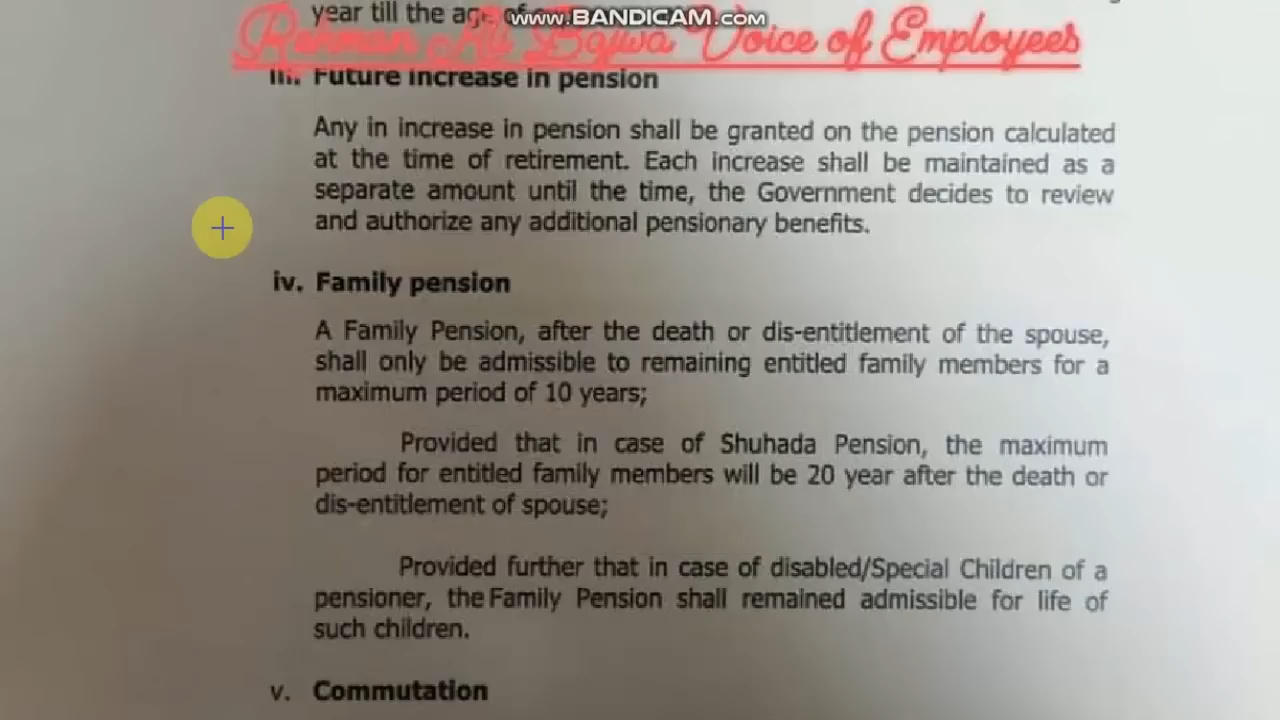 year till the age of
www.BANDICAM.com
Rehman Ali Bajwa Voice of Employees
iii. Future increase in pension
Any in increase in pension shall be granted on the pension calculated
at the time of retirement. Each increase shall be maintained as a
separate amount until the time, the Government decides to review
and authorize any additional pensionary benefits.
iv. Family pension
A Family Pension, after the death or dis-entitlement of the spouse,
shall only be admissible to remaining entitled family members for a
maximum period of 10 years;
Provided that in case of Shuhada Pension, the maximum
period for entitled family members will be 20 year after the death or
dis-entitlement of spouse;
Provided further that in case of disabled/Special Children of a
pensioner, the Family Pension shall remained admissible for life of
such children.
v. Commutation